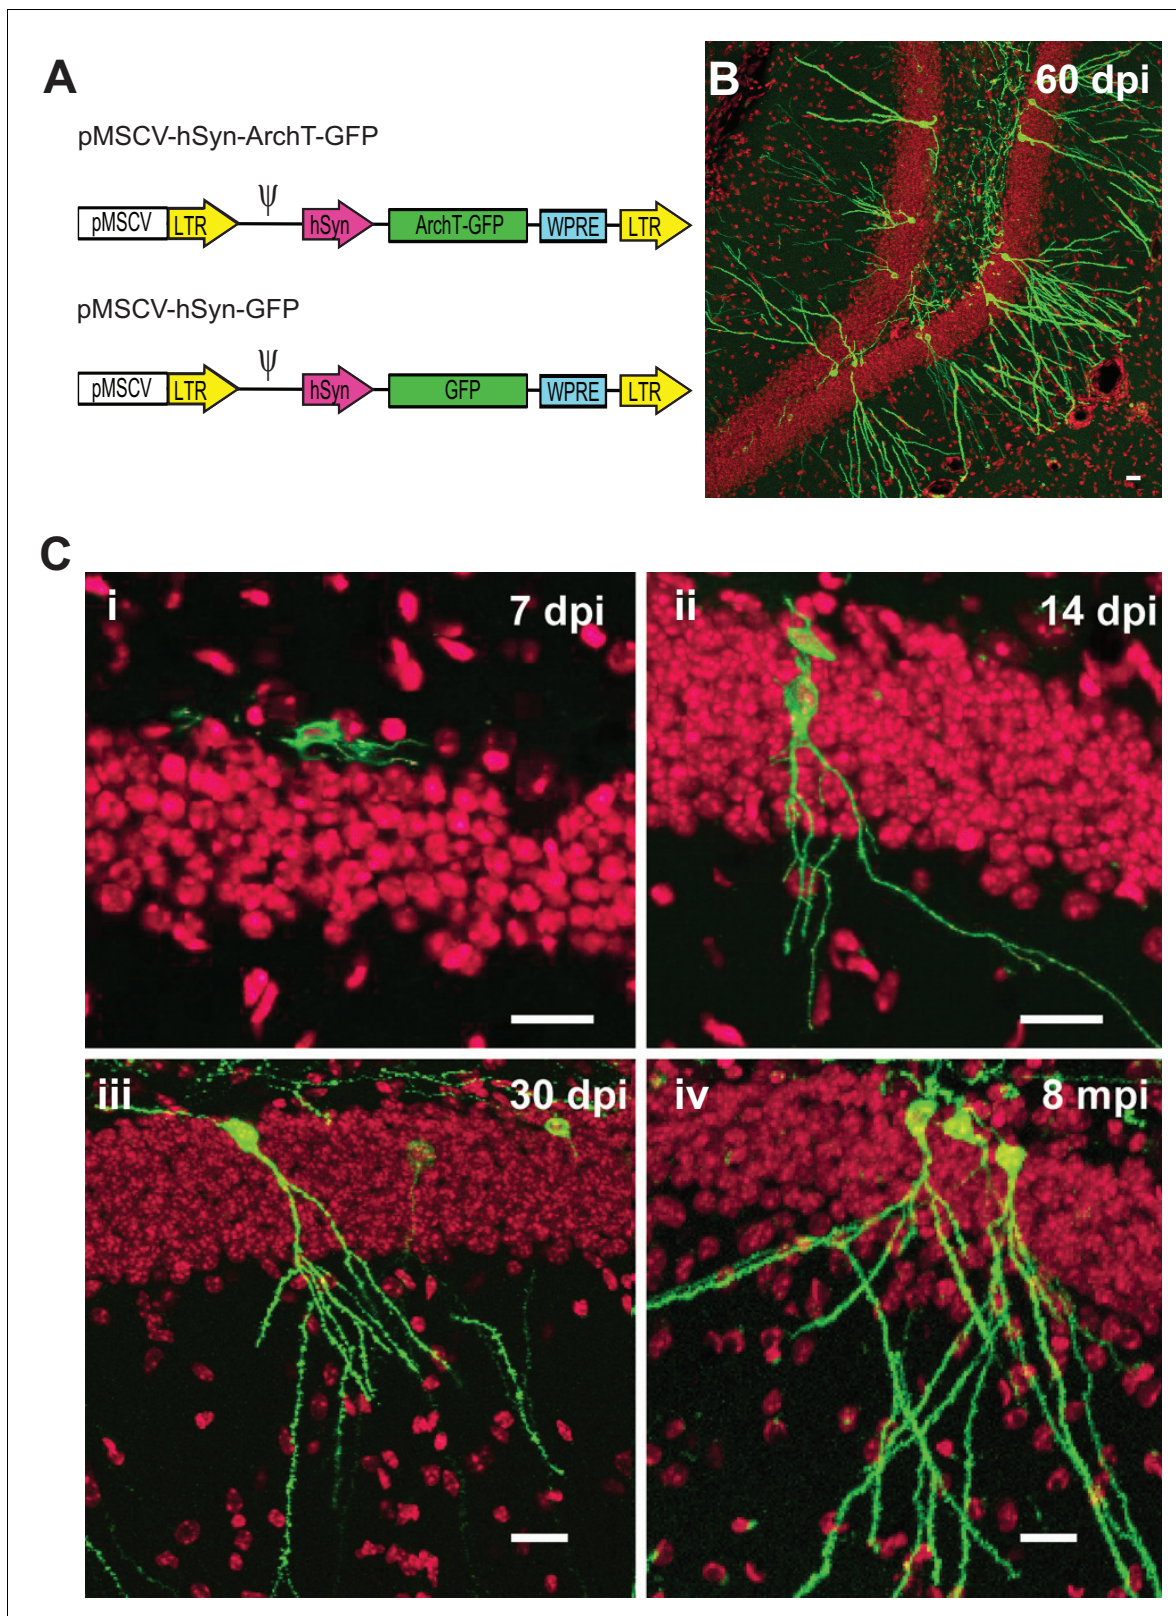 A
pMSCV-hSyn-ArchT-GFP
ψ
pMSCV LTR hSyn ArchT-GFP WPRE LTR
pMSCV-hSyn-GFP
ψ
pMSCV LTR hSyn GFP WPRE LTR
B 60 dpi
C
i 7 dpi
ii 14 dpi
iii 30 dpi
iv 8 mpi